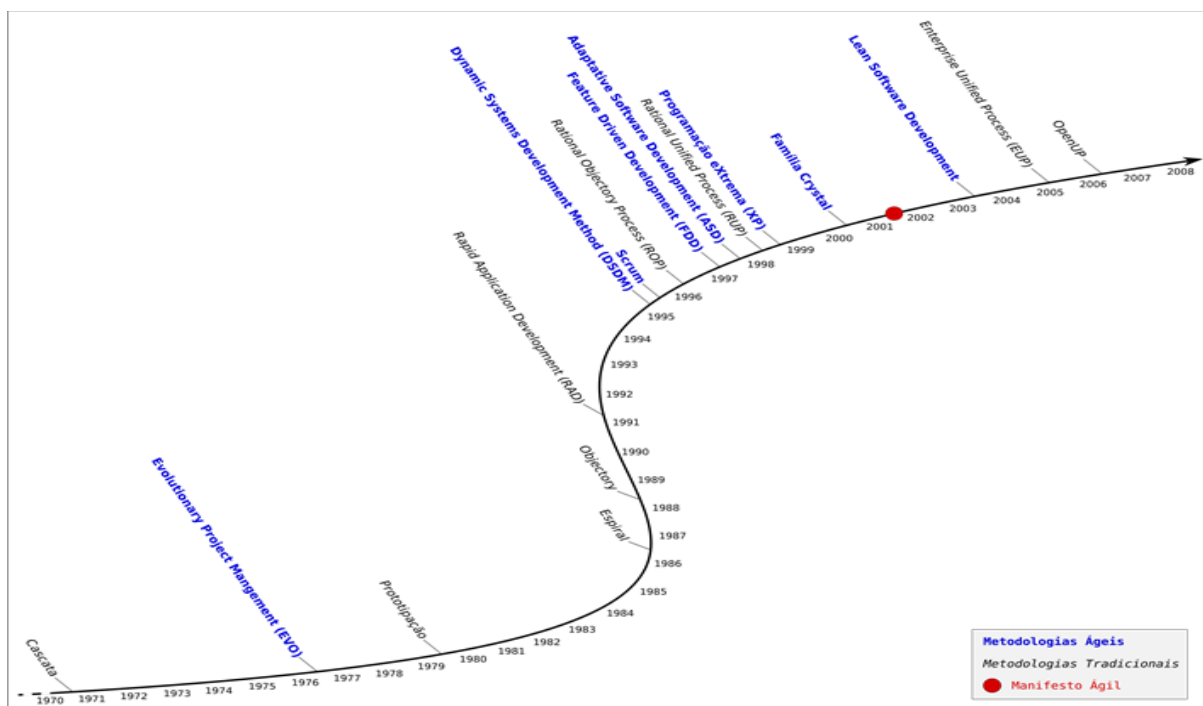 Dynamic Systems Development Method (DSDM)
Scrum
Rational Objectory Process (ROP)
Feature Driven Development (FDD)
Adaptative Software Development (ASD)
Rational Unified Process (RUP)
Programação eXtrema (XP)
Família Crystal
Lean Software Development
Enterprise Unified Process (EUP)
OpenUP
Rapid Application Development (RAD)
Objectory
Espiral
Evolutionary Project Mangement (EVO)
Prototipação
Cascata
1970
1971
1972
1973
1974
1975
1976
1977
1978
1979
1980
1981
1982
1983
1984
1985
1986
1987
1988
1989
1990
1991
1992
1993
1994
1995
1996
1997
1998
1999
2000
2001
2002
2003
2004
2005
2006
2007
2008
Metodologias Ágeis
Metodologias Tradicionais
Manifesto Ágil